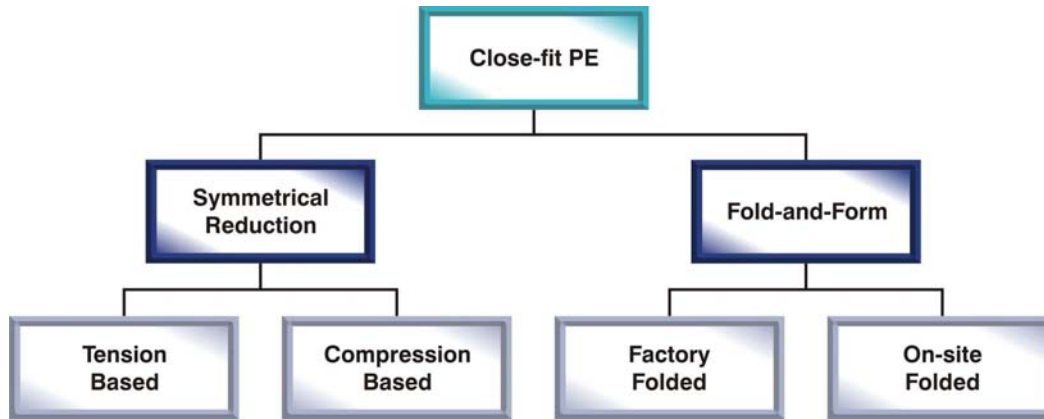 Close-fit PE
Symmetrical
Reduction
Fold-and-Form
Tension
Based
Compression
Based
Factory
Folded
On-site
Folded